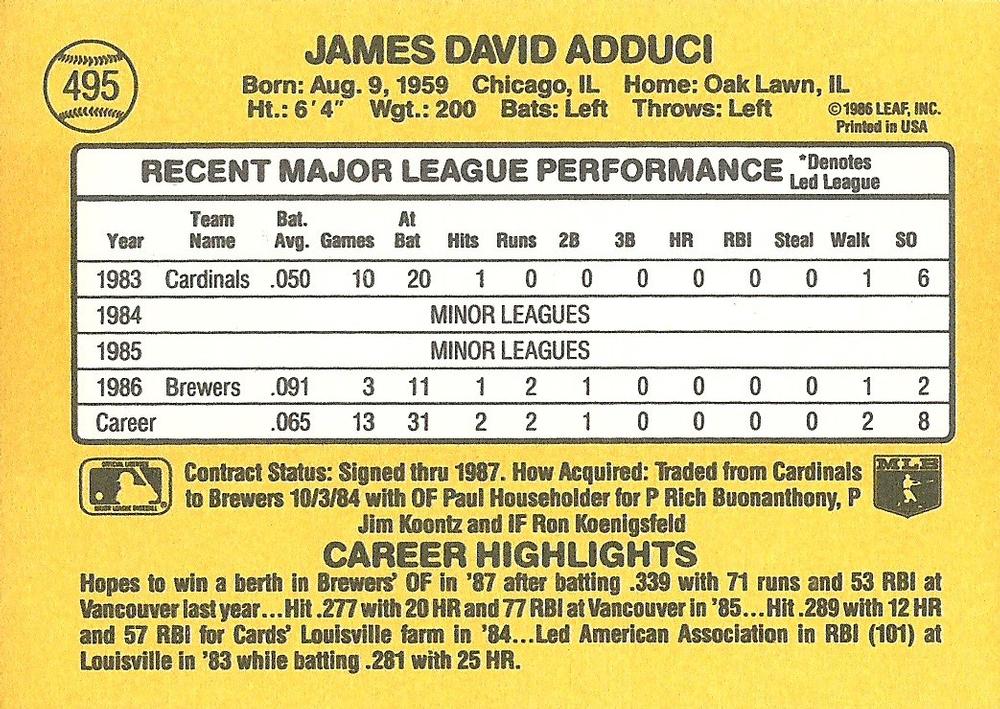 495
JAMES DAVID ADDUCI
Born: Aug. 9, 1959 Chicago, IL Home: Oak Lawn, IL
Ht.: 6'4" Wgt.: 200 Bats: Left Throws: Left
©1986 LEAF, INC.
Printed in USA
RECENT MAJOR LEAGUE PERFORMANCE
*Denotes
Led League
Year Team Name Bat. Avg. Games At Bat Hits Runs 2B 3B HR RBI Steal Walk SO
1983 Cardinals .050 10 20 1 0 0 0 0 0 0 1 6
1984 MINOR LEAGUES
1985 MINOR LEAGUES
1986 Brewers .091 3 11 1 2 1 0 0 0 0 1 2
Career .065 13 31 2 2 1 0 0 0 0 2 8
OFFICIAL LICENSEE
MAJOR LEAGUE BASEBALL
®
MLB
Contract Status: Signed thru 1987. How Acquired: Traded from Cardinals
to Brewers 10/3/84 with OF Paul Householder for P Rich Buonanthony, P
Jim Koontz and IF Ron Koenigsfeld
CAREER HIGHLIGHTS
Hopes to win a berth in Brewers' OF in '87 after batting .339 with 71 runs and 53 RBI at
Vancouver last year...Hit .277 with 20 HR and 77 RBI at Vancouver in '85...Hit .289 with 12 HR
and 57 RBI for Cards' Louisville farm in '84...Led American Association in RBI (101) at
Louisville in '83 while batting .281 with 25 HR.